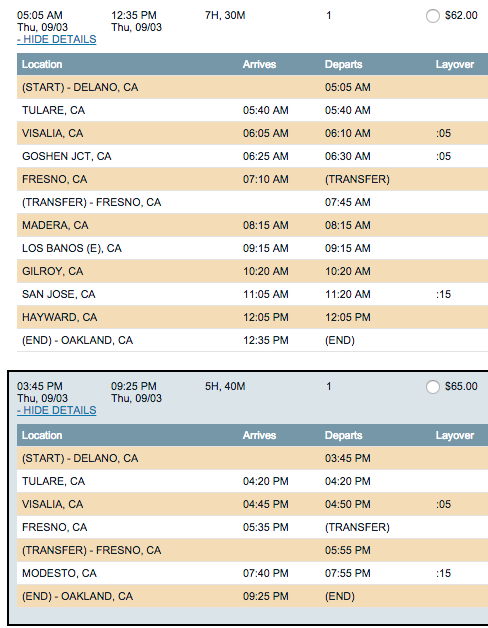 05:05 AM 12:35 PM 7H, 30M 1 $62.00
Thu, 09/03 Thu, 09/03
- HIDE DETAILS
Location Arrives Departs Layover
(START) - DELANO, CA 05:05 AM
TULARE, CA 05:40 AM 05:40 AM
VISALIA, CA 06:05 AM 06:10 AM :05
GOSHEN JCT, CA 06:25 AM 06:30 AM :05
FRESNO, CA 07:10 AM (TRANSFER)
(TRANSFER) - FRESNO, CA 07:45 AM
MADERA, CA 08:15 AM 08:15 AM
LOS BANOS (E), CA 09:15 AM 09:15 AM
GILROY, CA 10:20 AM 10:20 AM
SAN JOSE, CA 11:05 AM 11:20 AM :15
HAYWARD, CA 12:05 PM 12:05 PM
(END) - OAKLAND, CA 12:35 PM (END)
03:45 PM 09:25 PM 5H, 40M 1 $65.00
Thu, 09/03 Thu, 09/03
- HIDE DETAILS
Location Arrives Departs Layover
(START) - DELANO, CA 03:45 PM
TULARE, CA 04:20 PM 04:20 PM
VISALIA, CA 04:45 PM 04:50 PM :05
FRESNO, CA 05:35 PM (TRANSFER)
(TRANSFER) - FRESNO, CA 05:55 PM
MODESTO, CA 07:40 PM 07:55 PM :15
(END) - OAKLAND, CA 09:25 PM (END)